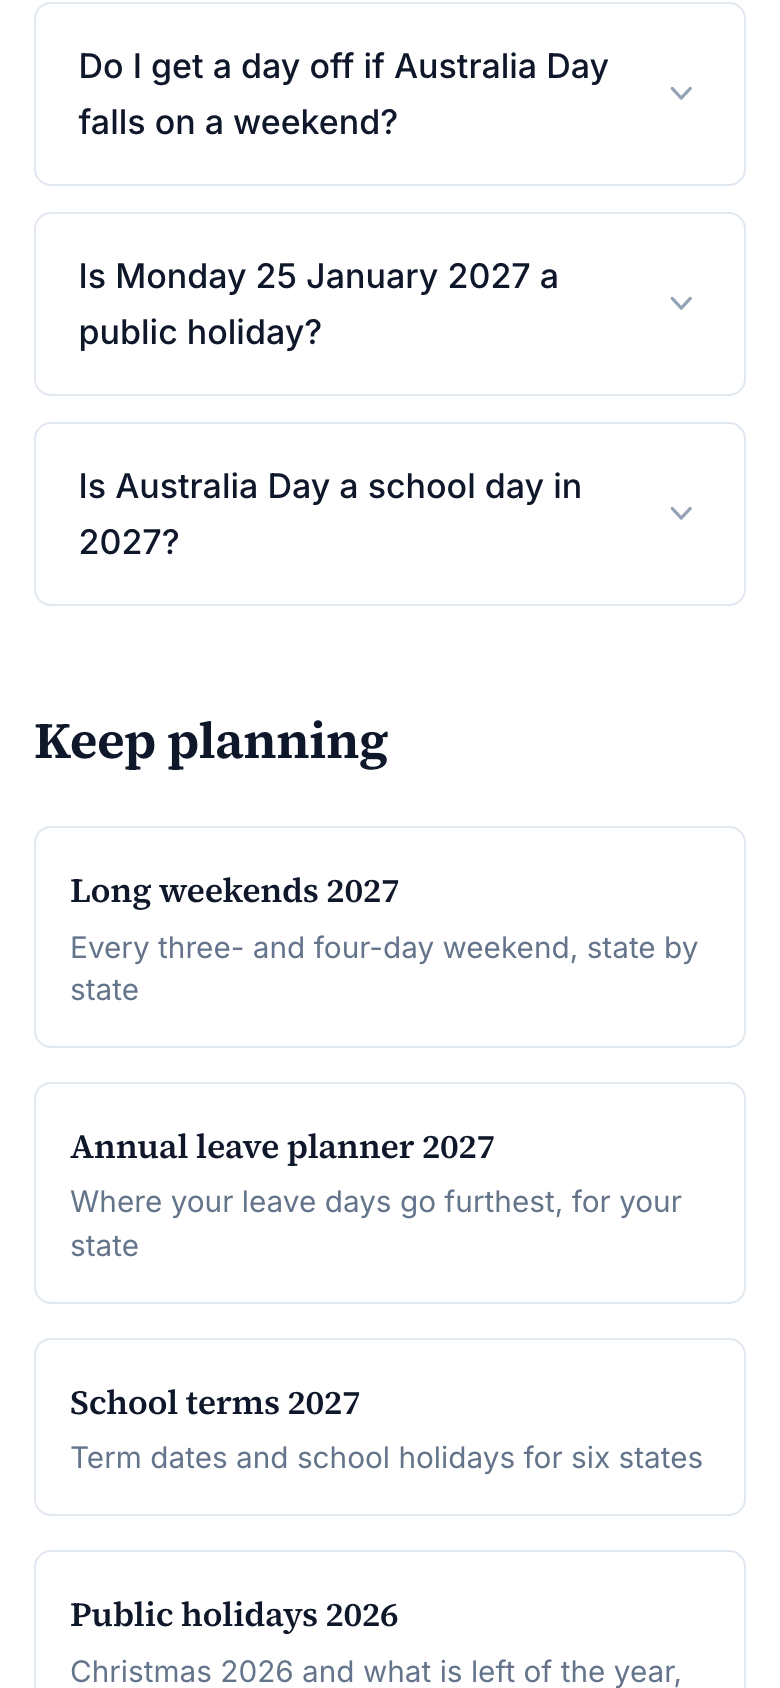 Do I get a day off if Australia Day
falls on a weekend?
Is Monday 25 January 2027 a
public holiday?
Is Australia Day a school day in
2027?
Keep planning
Long weekends 2027
Every three- and four-day weekend, state by
state
Annual leave planner 2027
Where your leave days go furthest, for your
state
School terms 2027
Term dates and school holidays for six states
Public holidays 2026
Christmas 2026 and what is left of the year,